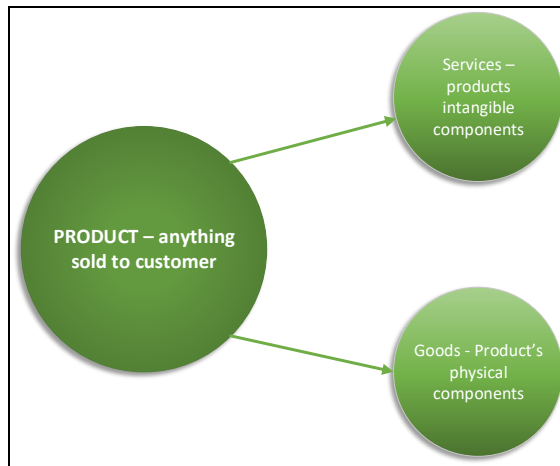 Services –
products
intangible
components
PRODUCT – anything
sold to customer
Goods - Product's
physical
components